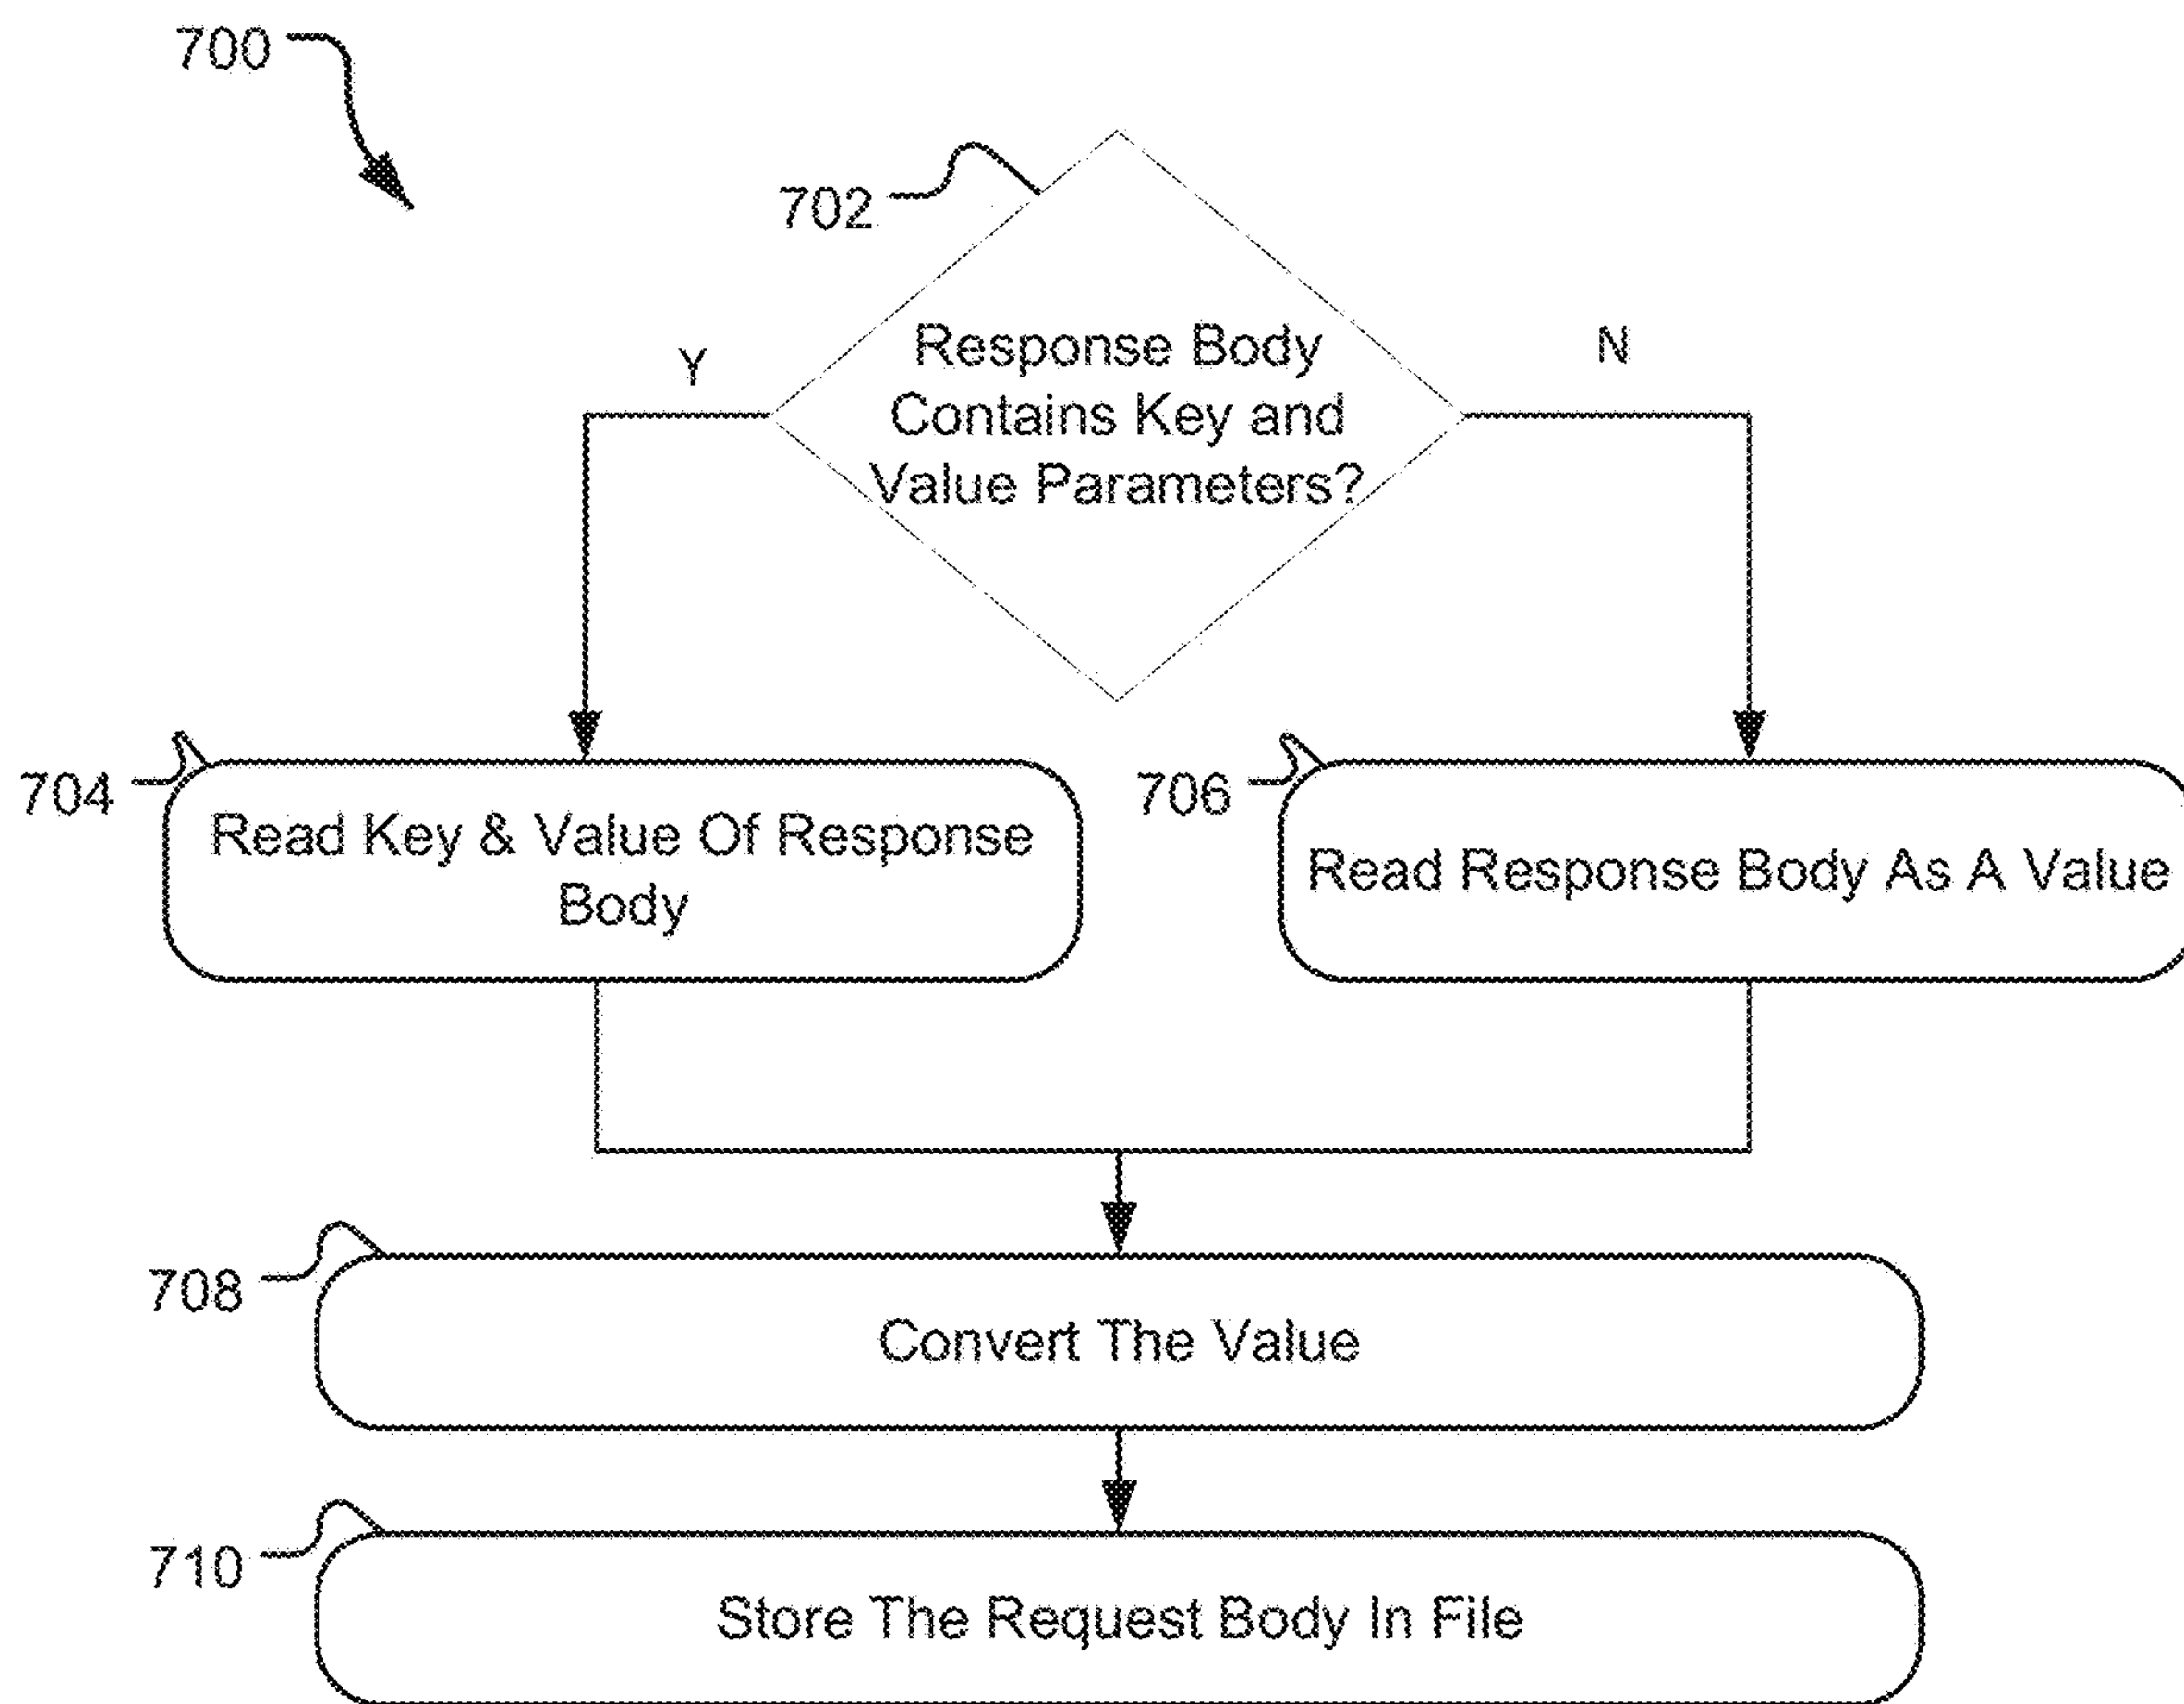 700
702
Response Body
Contains Key and
Value Parameters?
Y
N
704
Read Key & Value Of Response
Body
706
Read Response Body As A Value
708
Convert The Value
710
Store The Request Body In File